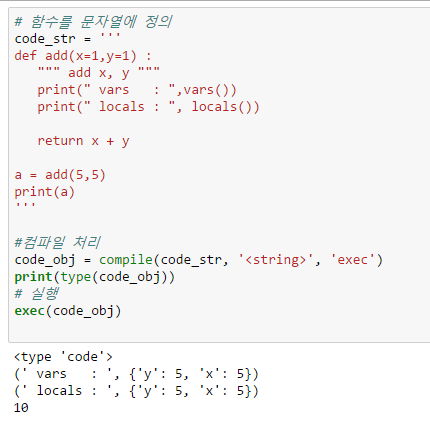 # 함수를 문자열에 정의
code_str = '''
def add(x=1,y=1) :
   """ add x, y """
   print(" vars   : ",vars())
   print(" locals : ", locals())

   return x + y

a = add(5,5)
print(a)
'''

#컴파일 처리
code_obj = compile(code_str, '<string>', 'exec')
print(type(code_obj))
# 실행
exec(code_obj)

<type 'code'>
(' vars   : ', {'y': 5, 'x': 5})
(' locals : ', {'y': 5, 'x': 5})
10